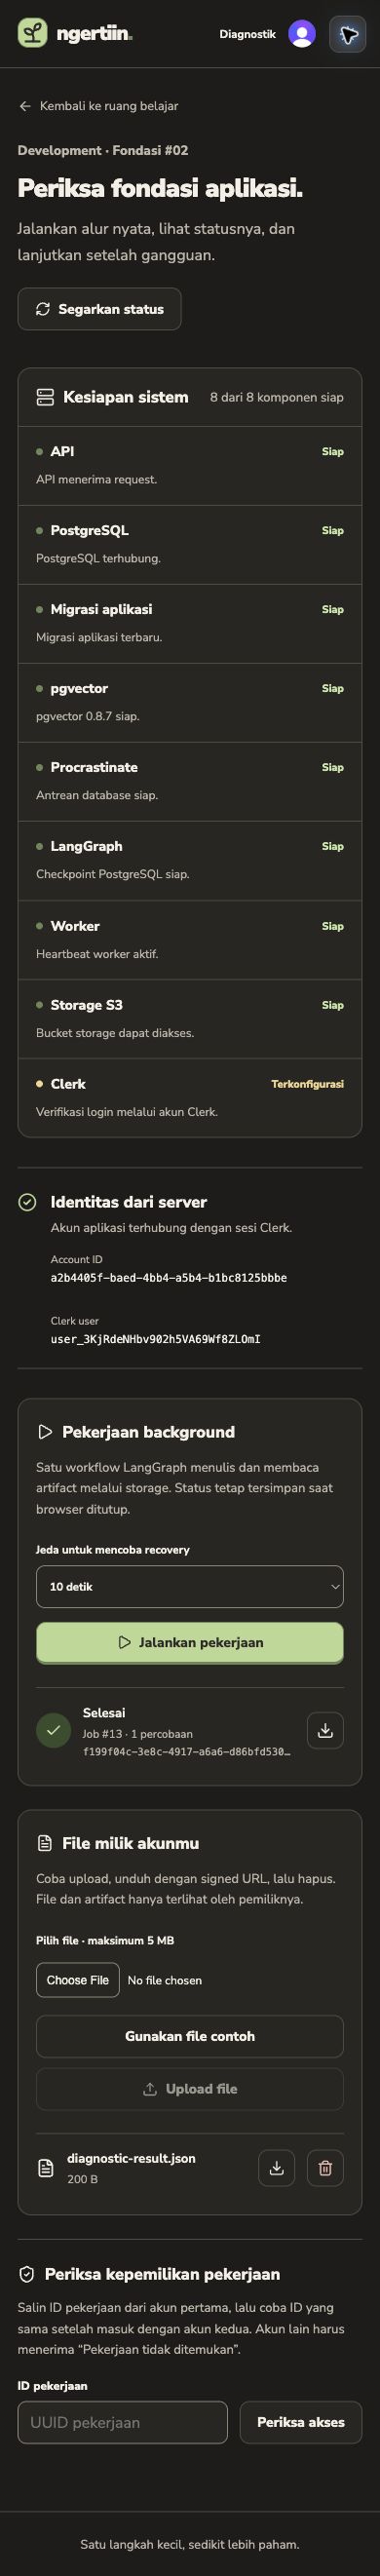 ngertiin.
Diagnostik
Kembali ke ruang belajar
Development · Fondasi #02
Periksa fondasi aplikasi.
Jalankan alur nyata, lihat statusnya, dan
lanjutkan setelah gangguan.
Segarkan status
Kesiapan sistem
8 dari 8 komponen siap
API
Siap
API menerima request.
PostgreSQL
Siap
PostgreSQL terhubung.
Migrasi aplikasi
Siap
Migrasi aplikasi terbaru.
pgvector
Siap
pgvector 0.8.7 siap.
Procrastinate
Siap
Antrean database siap.
LangGraph
Siap
Checkpoint PostgreSQL siap.
Worker
Siap
Heartbeat worker aktif.
Storage S3
Siap
Bucket storage dapat diakses.
Clerk
Terkonfigurasi
Verifikasi login melalui akun Clerk.
Identitas dari server
Akun aplikasi terhubung dengan sesi Clerk.
Account ID
a2b4405f-baed-4bb4-a5b4-b1bc8125bbbe
Clerk user
user_3KjRdeNHbv902h5VA69Wf8ZLOmI
Pekerjaan background
Satu workflow LangGraph menulis dan membaca
artifact melalui storage. Status tetap tersimpan saat
browser ditutup.
Jeda untuk mencoba recovery
10 detik
Jalankan pekerjaan
Selesai
Job #13 · 1 percobaan
f199f04c-3e8c-4917-a6a6-d86bfd530…
File milik akunmu
Coba upload, unduh dengan signed URL, lalu hapus.
File dan artifact hanya terlihat oleh pemiliknya.
Pilih file · maksimum 5 MB
Choose File
No file chosen
Gunakan file contoh
Upload file
diagnostic-result.json
200 B
Periksa kepemilikan pekerjaan
Salin ID pekerjaan dari akun pertama, lalu coba ID yang
sama setelah masuk dengan akun kedua. Akun lain harus
menerima “Pekerjaan tidak ditemukan”.
ID pekerjaan
UUID pekerjaan
Periksa akses
Satu langkah kecil, sedikit lebih paham.